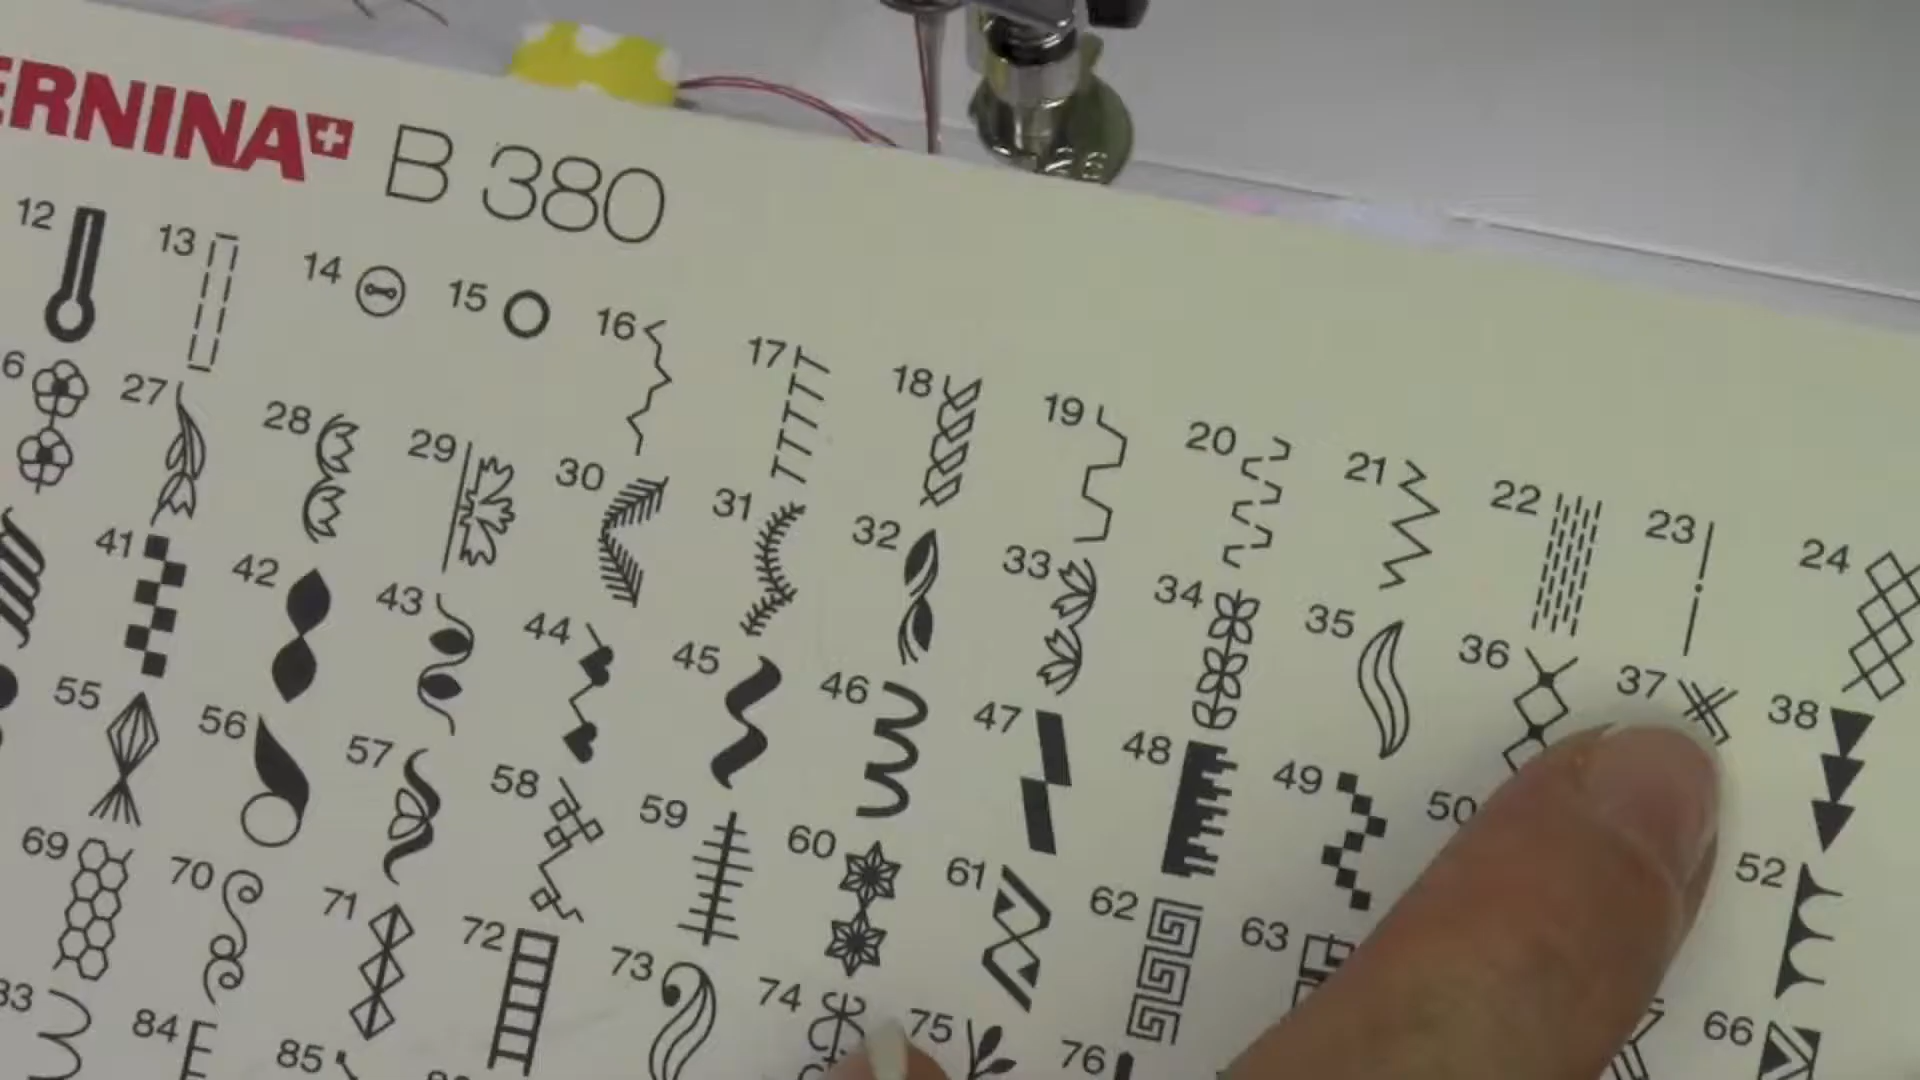 ERNINA B 380
12 13 14 15 16 17 18 19 20 21 22 23 24
6 27 28 29 30 31 32 33 34 35 36 37 38
41 42 43 44 45 46 47 48 49 50 52
55 56 57 58 59 60 61 62 63 66
69 70 71 72 73 74 75 76
83 84 85